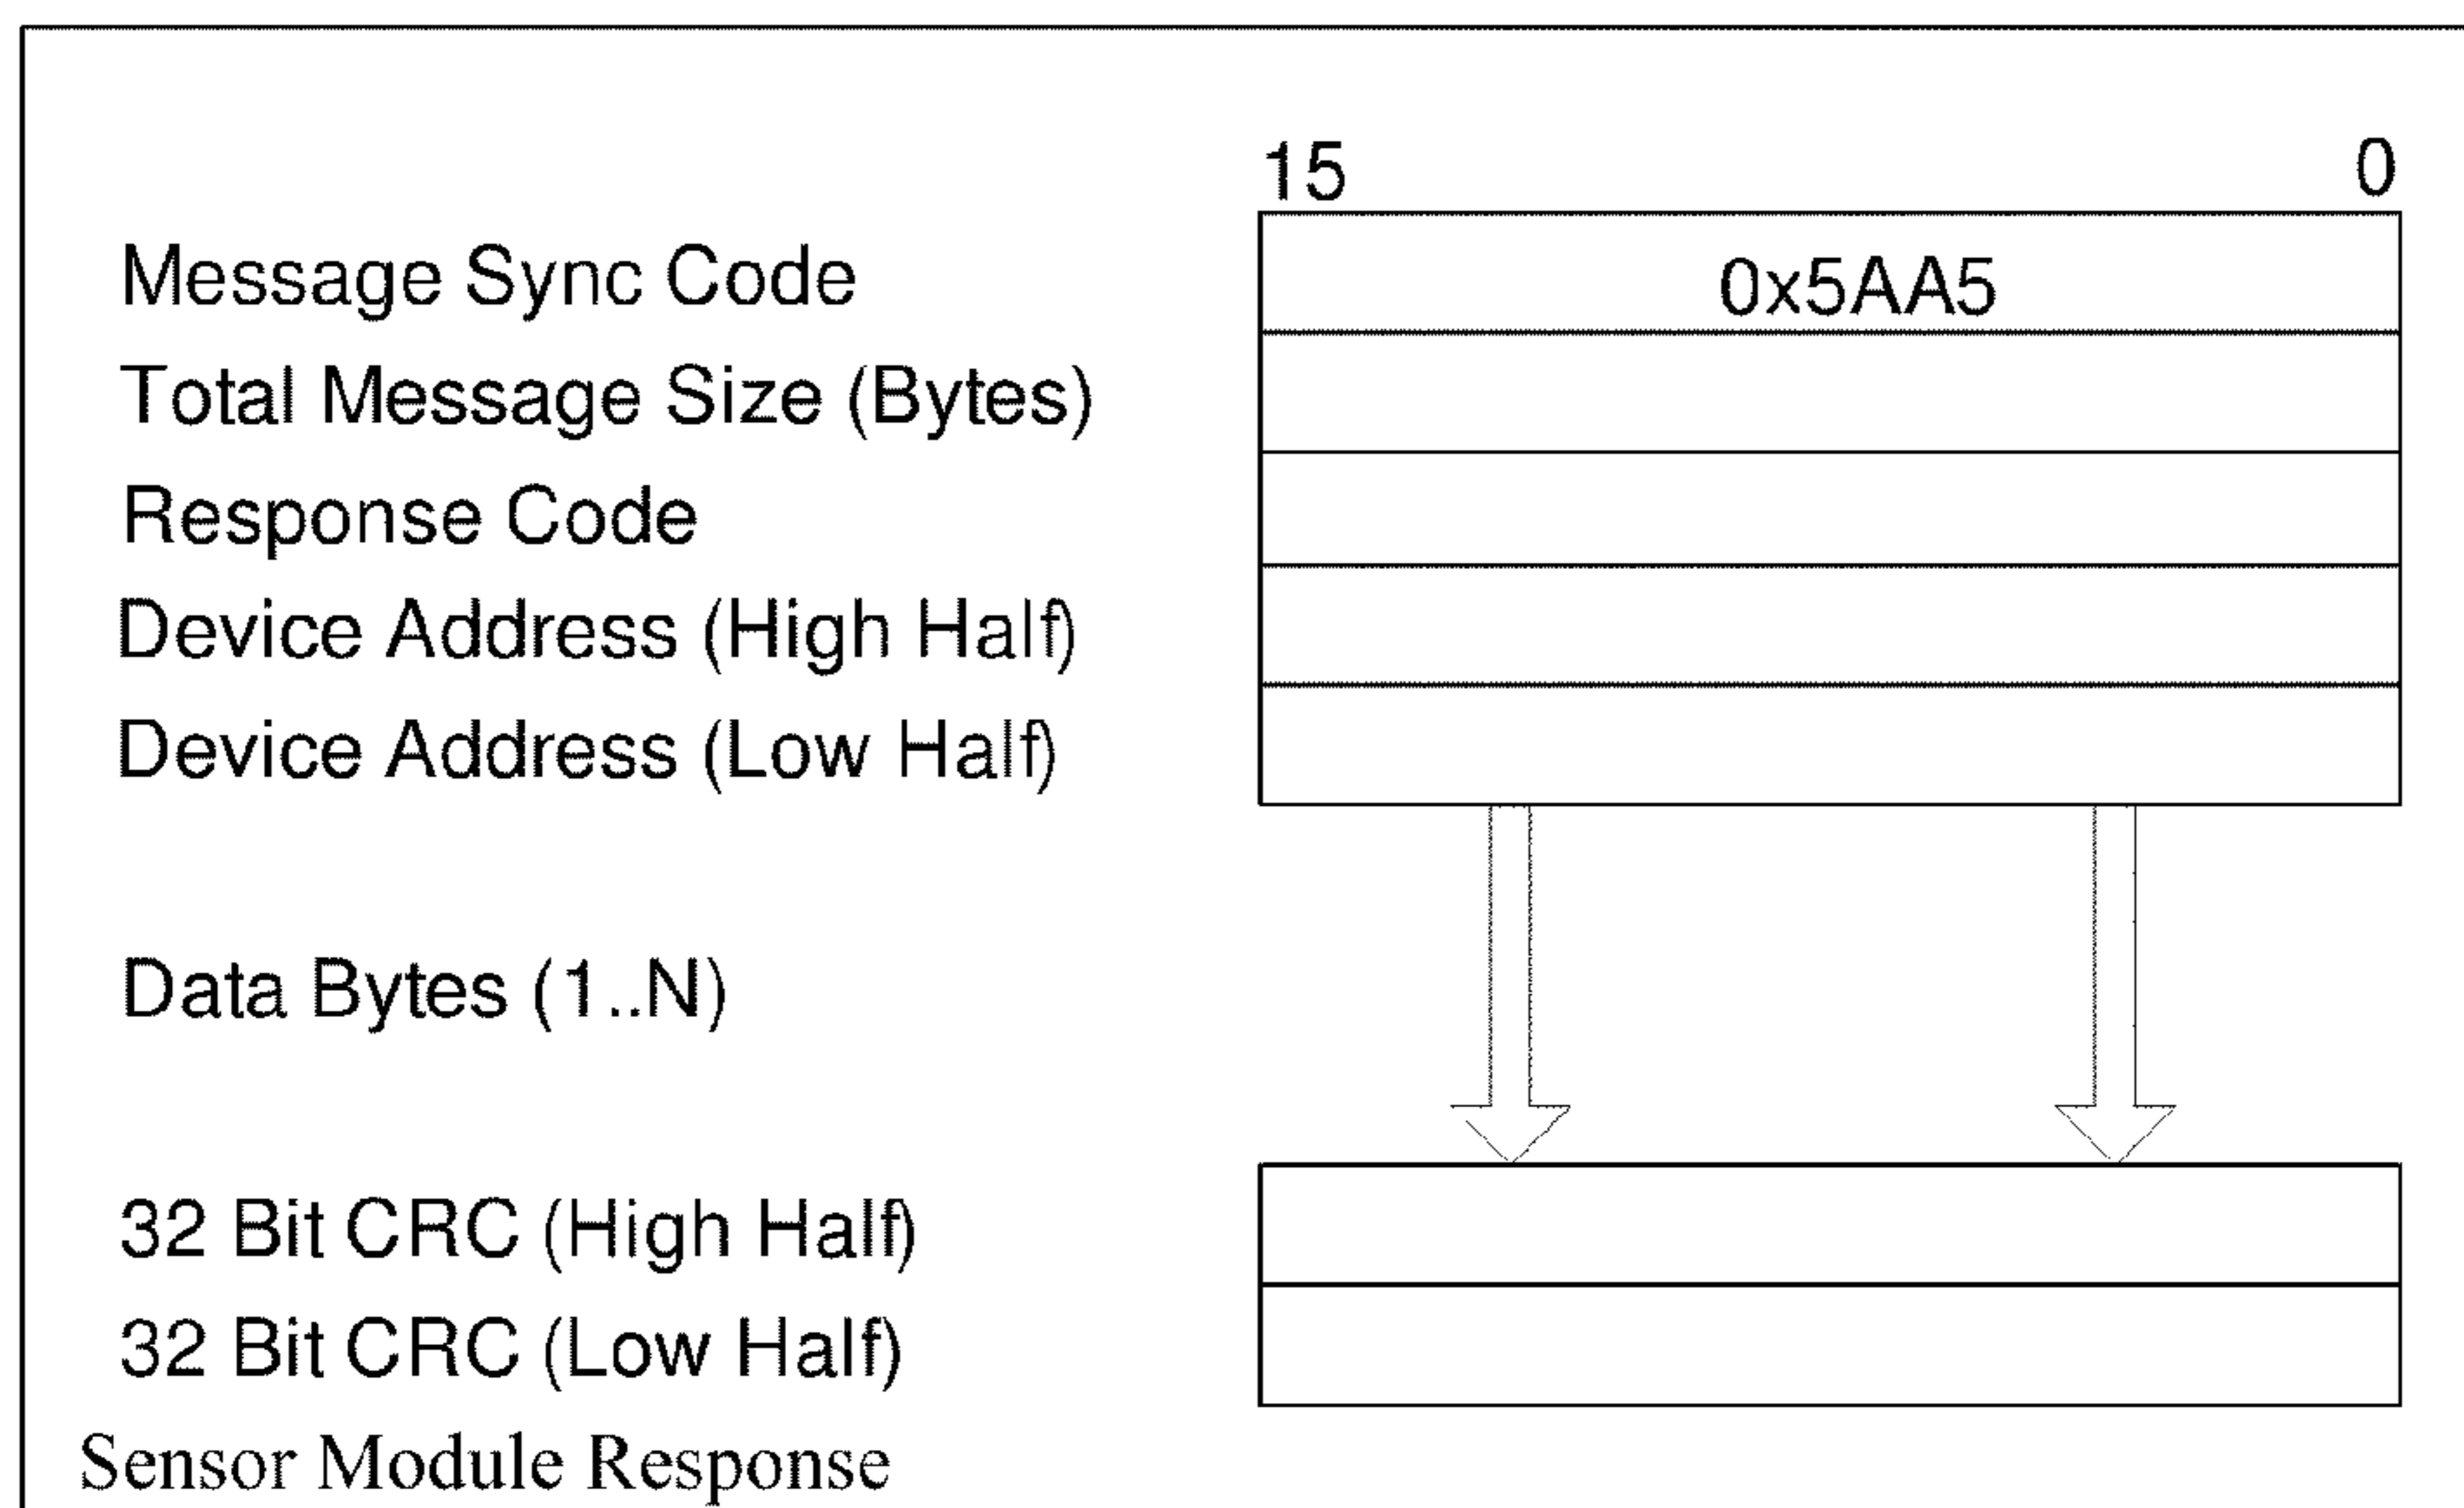 15 0
Message Sync Code 0x5AA5
Total Message Size (Bytes)
Response Code
Device Address (High Half)
Device Address (Low Half)
Data Bytes (1..N)
32 Bit CRC (High Half)
32 Bit CRC (Low Half)
Sensor Module Response